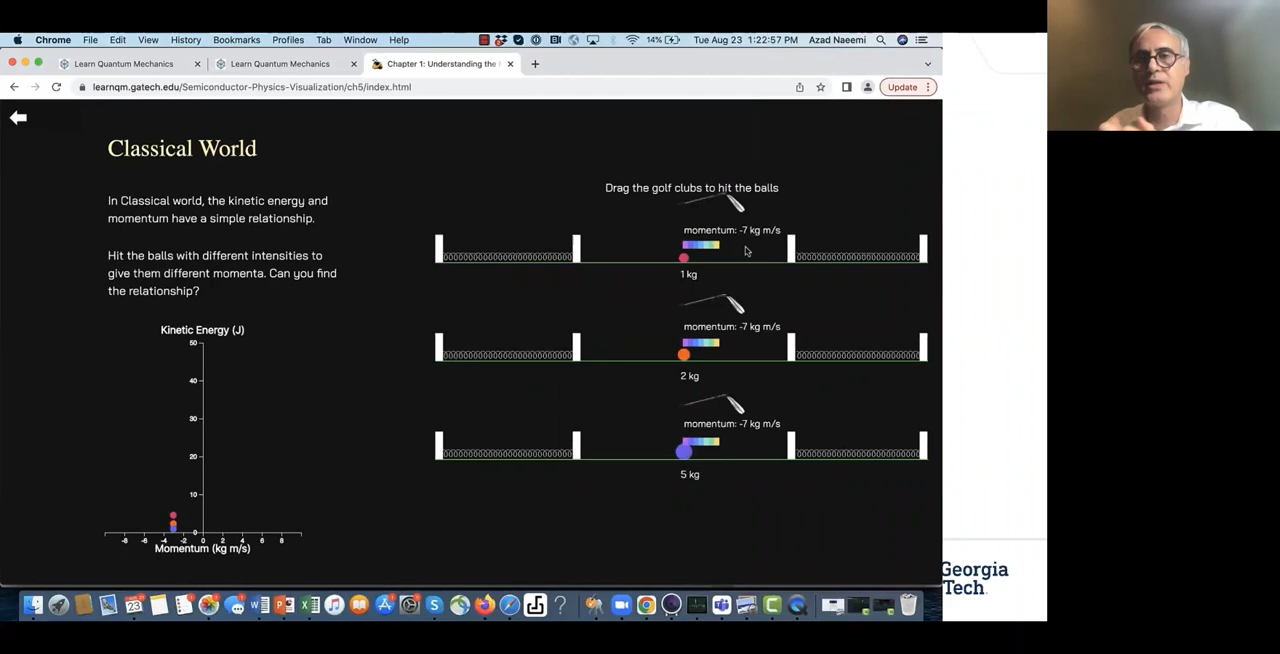 Chrome File Edit View History Bookmarks Profiles Tab Window Help 14% Tue Aug 23 1:22:57 PM Azad Naeemi
Learn Quantum Mechanics × Learn Quantum Mechanics × Chapter 1: Understanding the × +
learnqm.gatech.edu/Semiconductor-Physics-Visualization/ch5/index.html Update
Classical World
In Classical world, the kinetic energy and
momentum have a simple relationship.
Hit the balls with different intensities to
give them different momenta. Can you find
the relationship?
Kinetic Energy (J)
50
40
30
20
10
0
-8 -6 -4 -2 0 2 4 6 8
Momentum (kg m/s)
Drag the golf clubs to hit the balls
momentum: -7 kg m/s
1 kg
momentum: -7 kg m/s
2 kg
momentum: -7 kg m/s
5 kg
23
Georgia
Tech